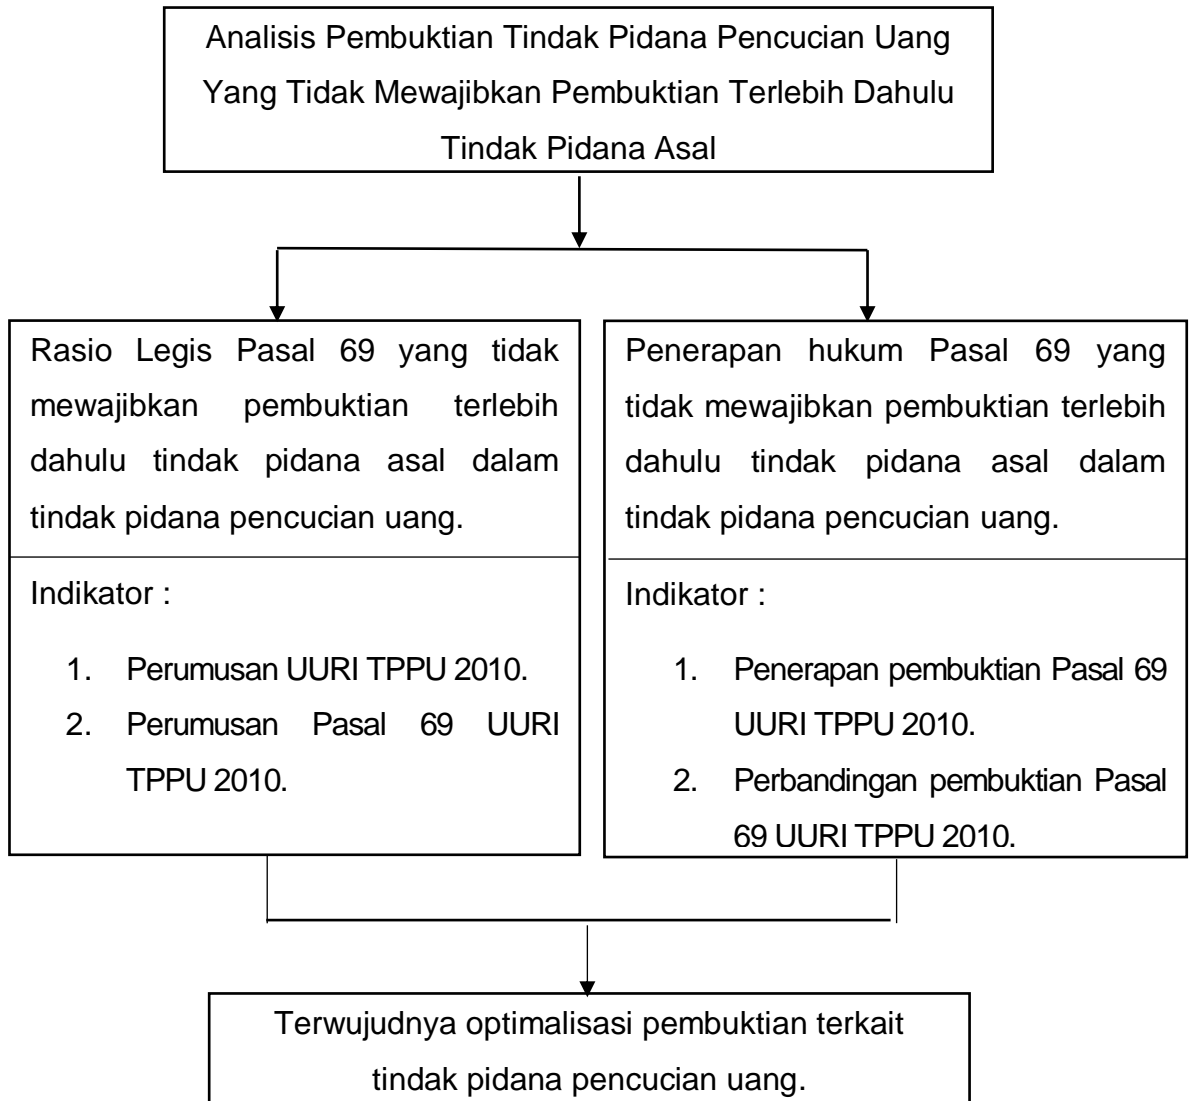 Analisis Pembuktian Tindak Pidana Pencucian Uang
Yang Tidak Mewajibkan Pembuktian Terlebih Dahulu
Tindak Pidana Asal
Rasio Legis Pasal 69 yang tidak
mewajibkan pembuktian terlebih
dahulu tindak pidana asal dalam
tindak pidana pencucian uang.
Indikator :
1. Perumusan UURI TPPU 2010.
2. Perumusan Pasal 69 UURI
TPPU 2010.
Penerapan hukum Pasal 69 yang
tidak mewajibkan pembuktian terlebih
dahulu tindak pidana asal dalam
tindak pidana pencucian uang.
Indikator :
1. Penerapan pembuktian Pasal 69
UURI TPPU 2010.
2. Perbandingan pembuktian Pasal
69 UURI TPPU 2010.
Terwujudnya optimalisasi pembuktian terkait
tindak pidana pencucian uang.